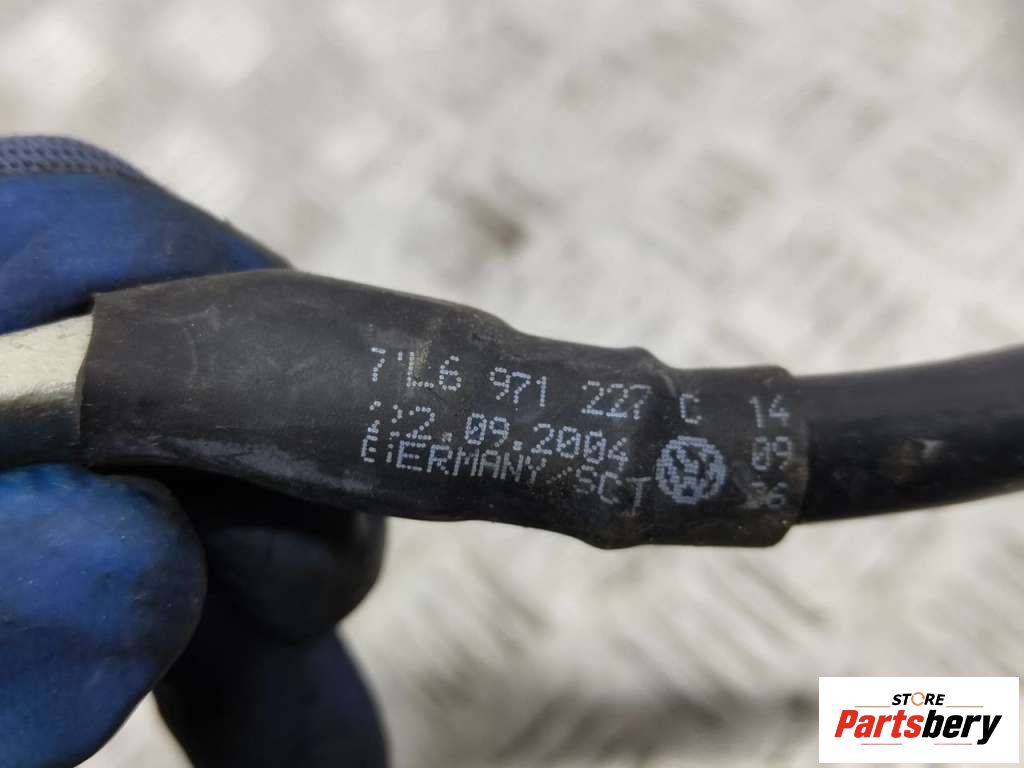 7L6 971 227 C 14
22.09.2004 09
GERMANY/SCT
STORE
Partsbery